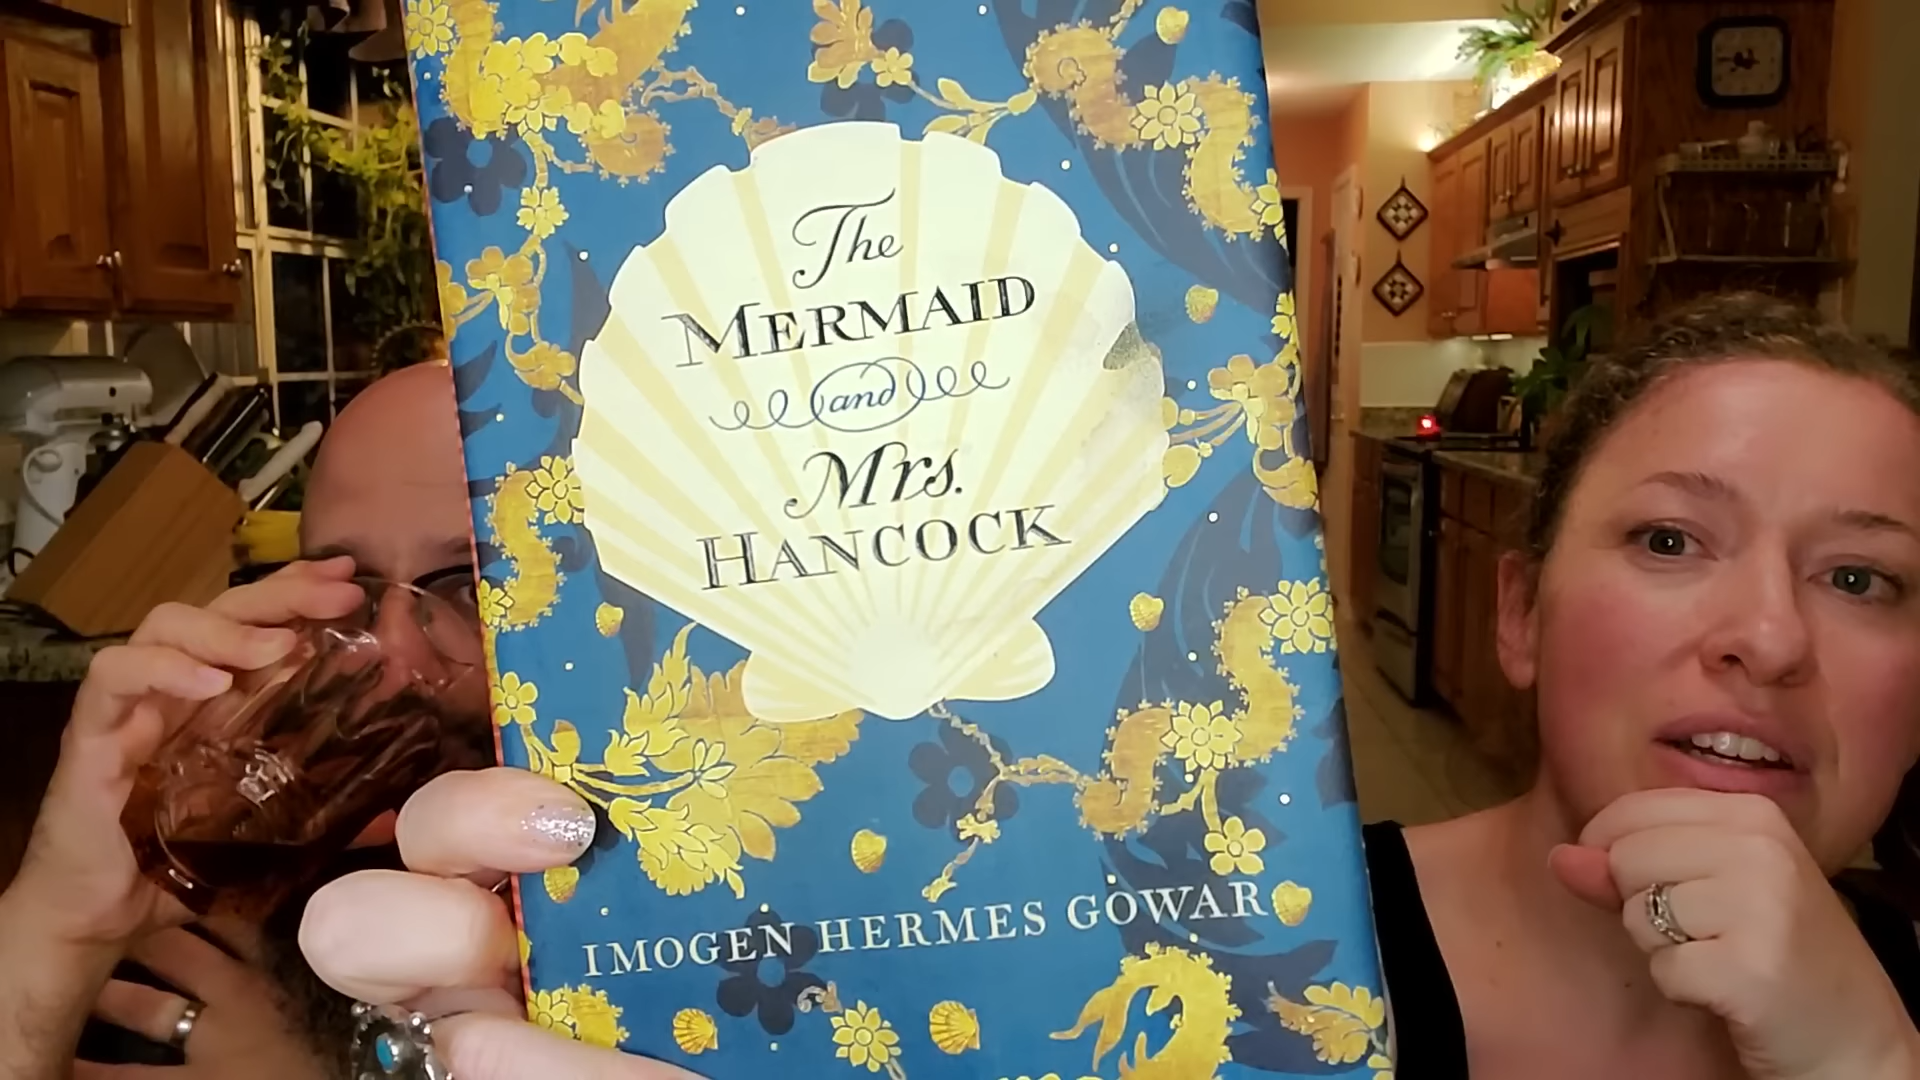 The
MERMAID
and
Mrs.
HANCOCK
IMOGEN HERMES GOWAR